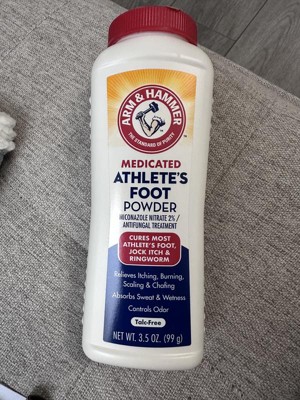 ARM & HAMMER
THE STANDARD OF PURITY
MEDICATED
ATHLETE'S
FOOT
POWDER
MICONAZOLE NITRATE 2% /
ANTIFUNGAL TREATMENT
CURES MOST
ATHLETE'S FOOT,
JOCK ITCH &
RINGWORM
Relieves Itching, Burning,
Scaling & Chafing
Absorbs Sweat & Wetness
Controls Odor
Talc-Free
NET WT. 3.5 OZ. (99 g)